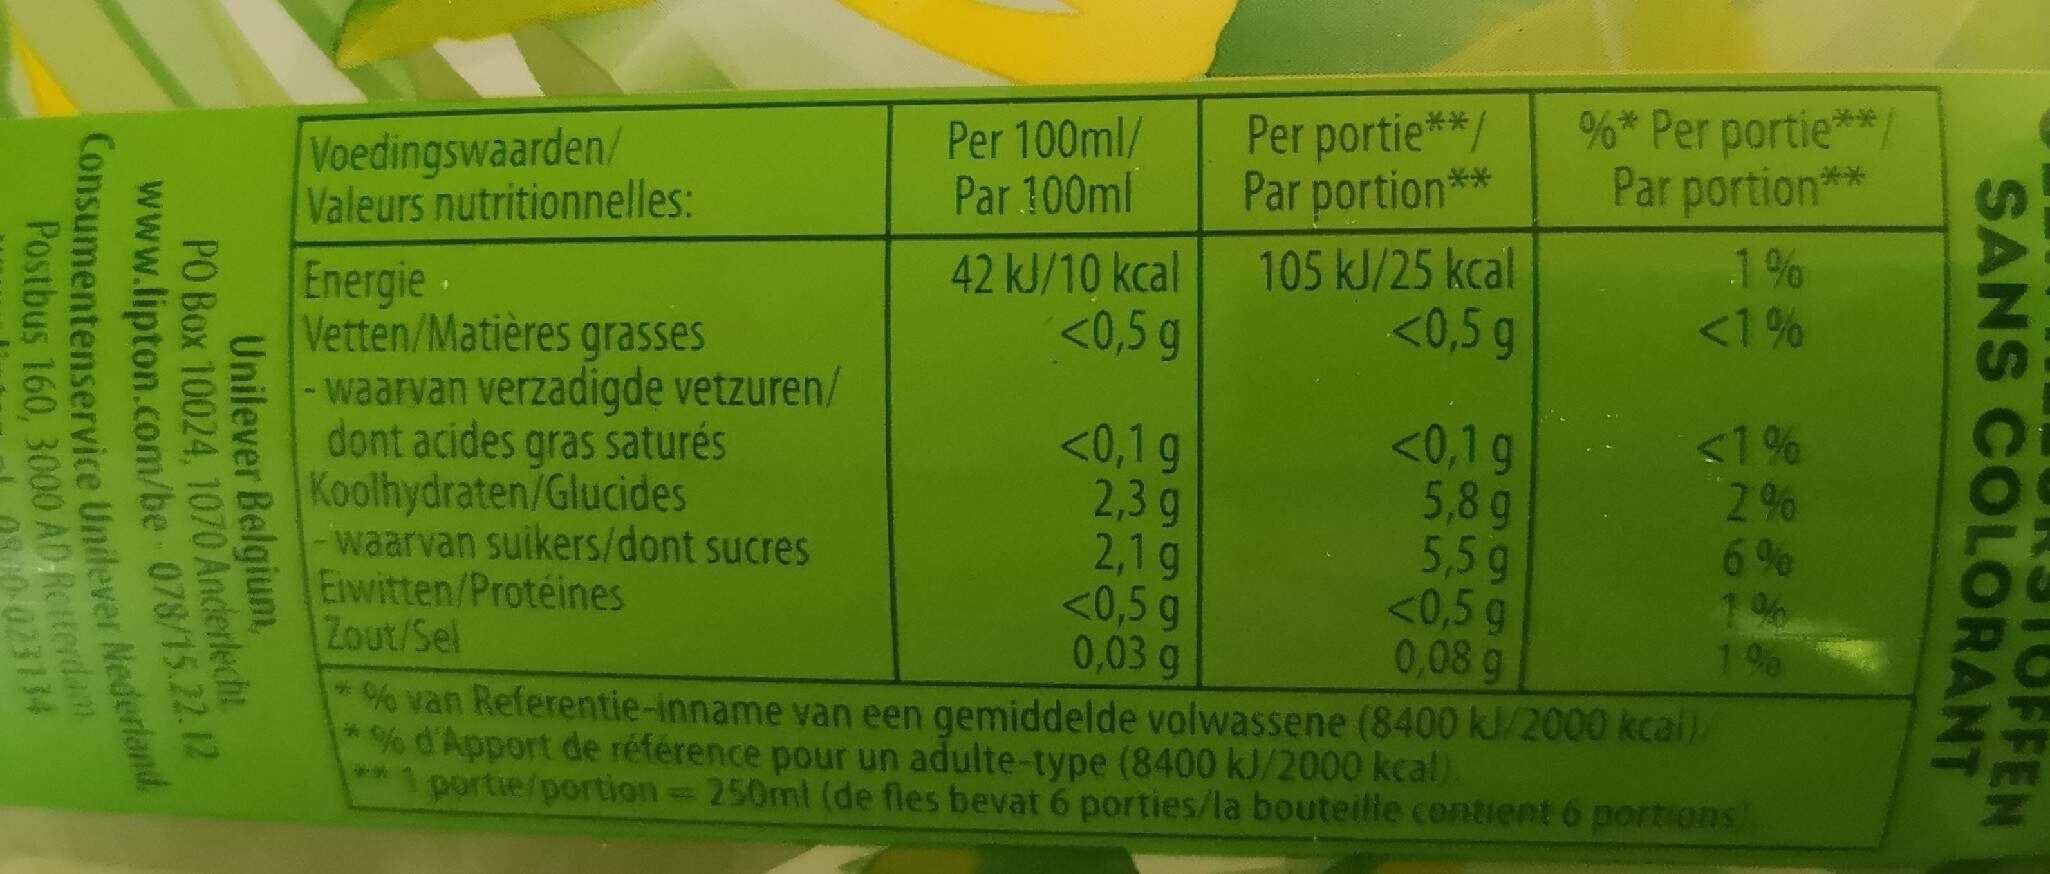 Voedingswaarden/
Valeurs nutritionnelles:
Per 100ml/
Par 100ml
Per portie**/
Par portion**
%* Per portie**/
Par portion**
Energie 42 kJ/10 kcal 105 kJ/25 kcal 1%
Vetten/Matières grasses <0,5 g <0,5 g <1%
- waarvan verzadigde vetzuren/
dont acides gras saturés <0,1 g <0,1 g <1%
Koolhydraten/Glucides 2,3 g 5,8 g 2%
- waarvan suikers/dont sucres 2,1 g 5,5 g 6%
Eiwitten/Protéines <0,5 g <0,5 g 1%
Zout/Sel 0,03 g 0,08 g 1%
* % van Referentie-inname van een gemiddelde volwassene (8400 kJ/2000 kcal)/
* % d'Apport de référence pour un adulte-type (8400 kJ/2000 kcal).
** 1 portie/portion = 250ml (de fles bevat 6 porties/la bouteille contient 6 portions)
Unilever Belgium,
PO Box 10024, 1070 Anderlecht
www.lipton.com/be - 078/15.22.12
Consumentenservice Unilever Nederland
Postbus 160, 3000 AD Rotterdam
SANS COLORANT